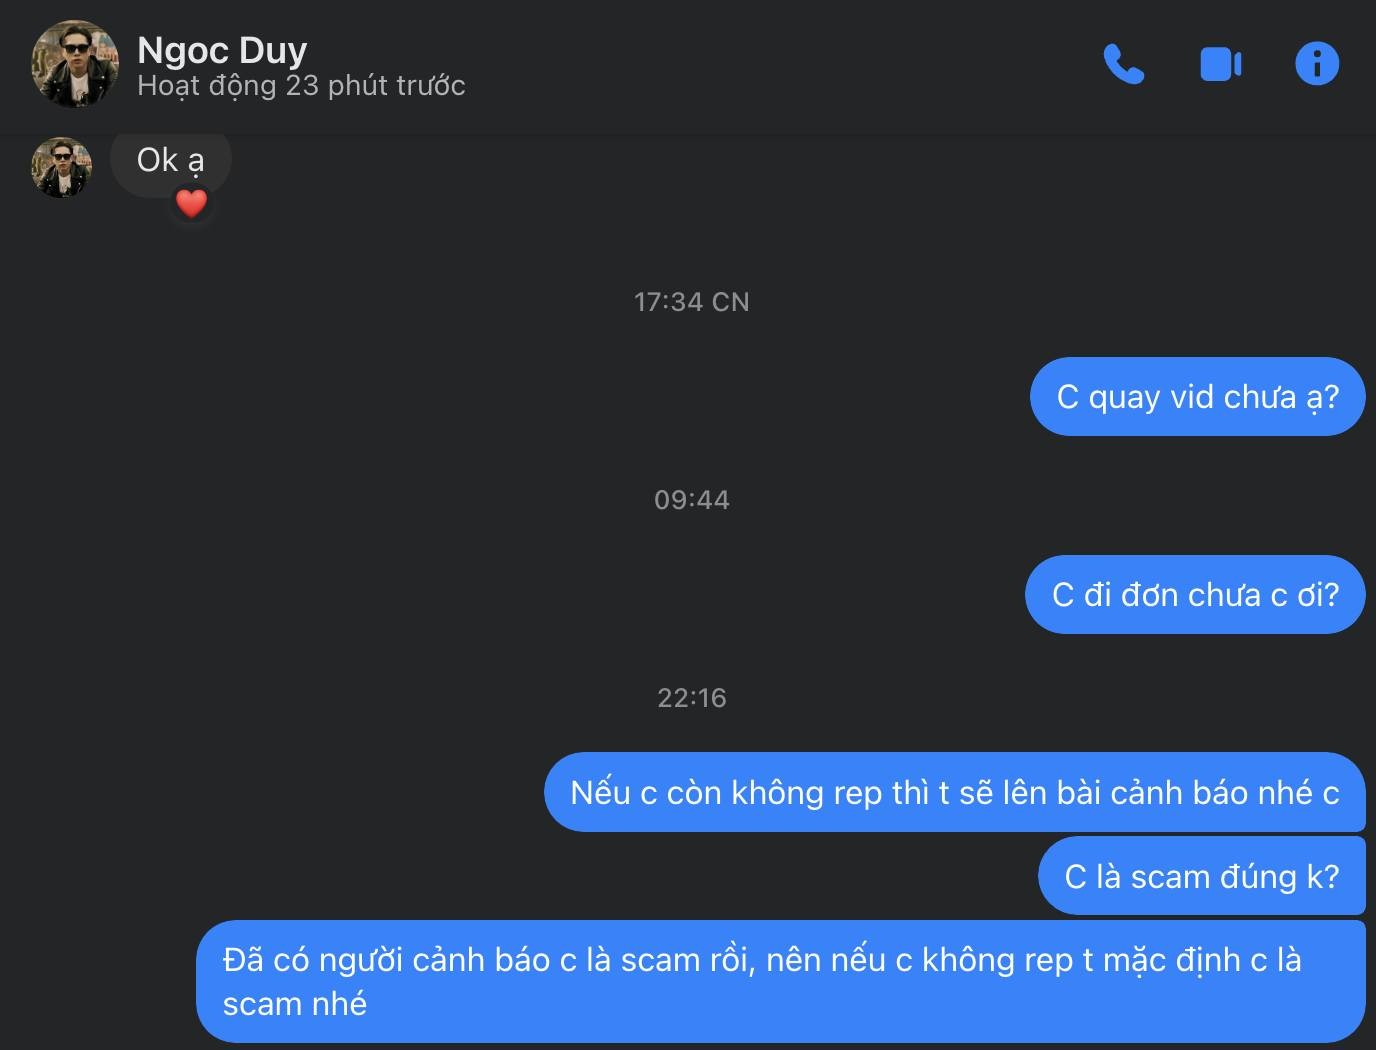 Ngoc Duy
Hoạt động 23 phút trước
Ok ạ
17:34 CN
C quay vid chưa ạ?
09:44
C đi đơn chưa c ơi?
22:16
Nếu c còn không rep thì t sẽ lên bài cảnh báo nhé c
C là scam đúng k?
Đã có người cảnh báo c là scam rồi, nên nếu c không rep t mặc định c là
scam nhé